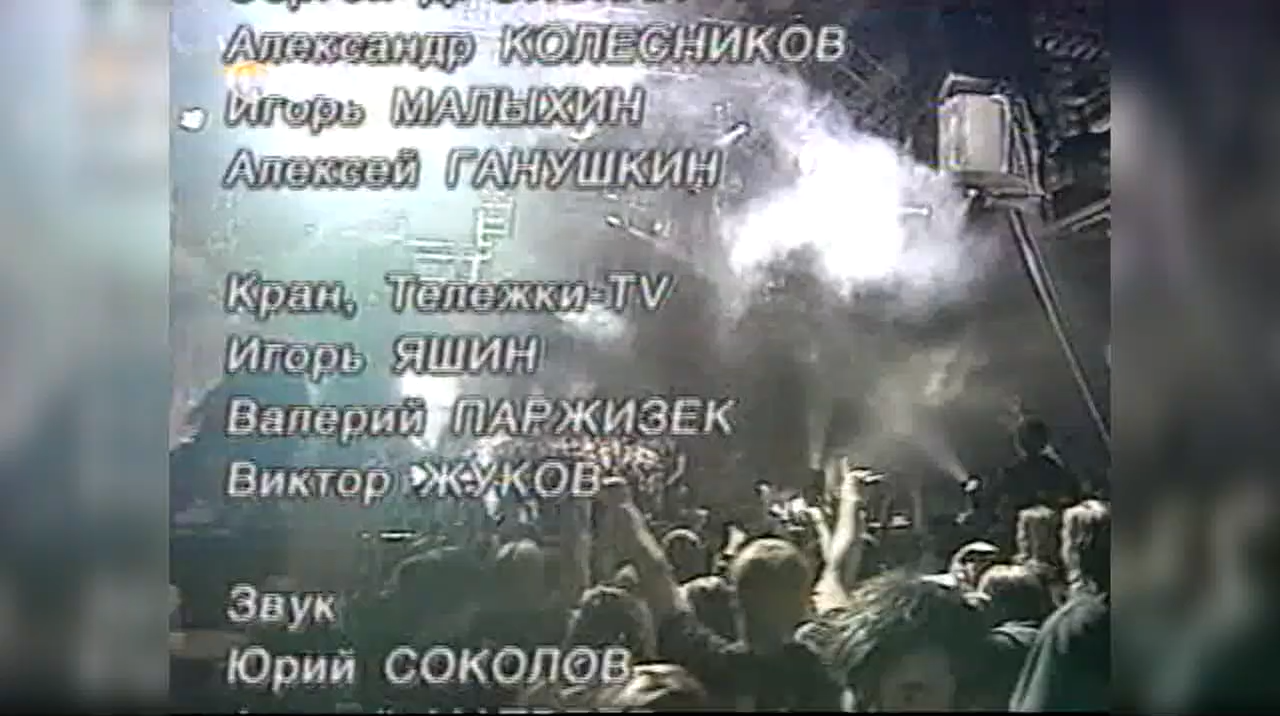 Александр КОЛЕСНИКОВ
Игорь МАЛЫХИН
Алексей ГАНУШКИН
Кран, Тележки-TV
Игорь ЯШИН
Валерий ПАРЖИЗЕК
Виктор ЖУКОВ
Звук
Юрий СОКОЛОВ